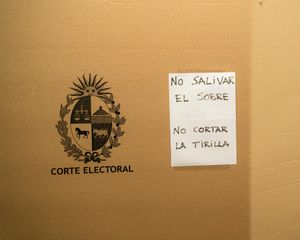 NO SALIVAR
EL SOBRE
NO CORTAR
LA TIRILLA
CORTE ELECTORAL